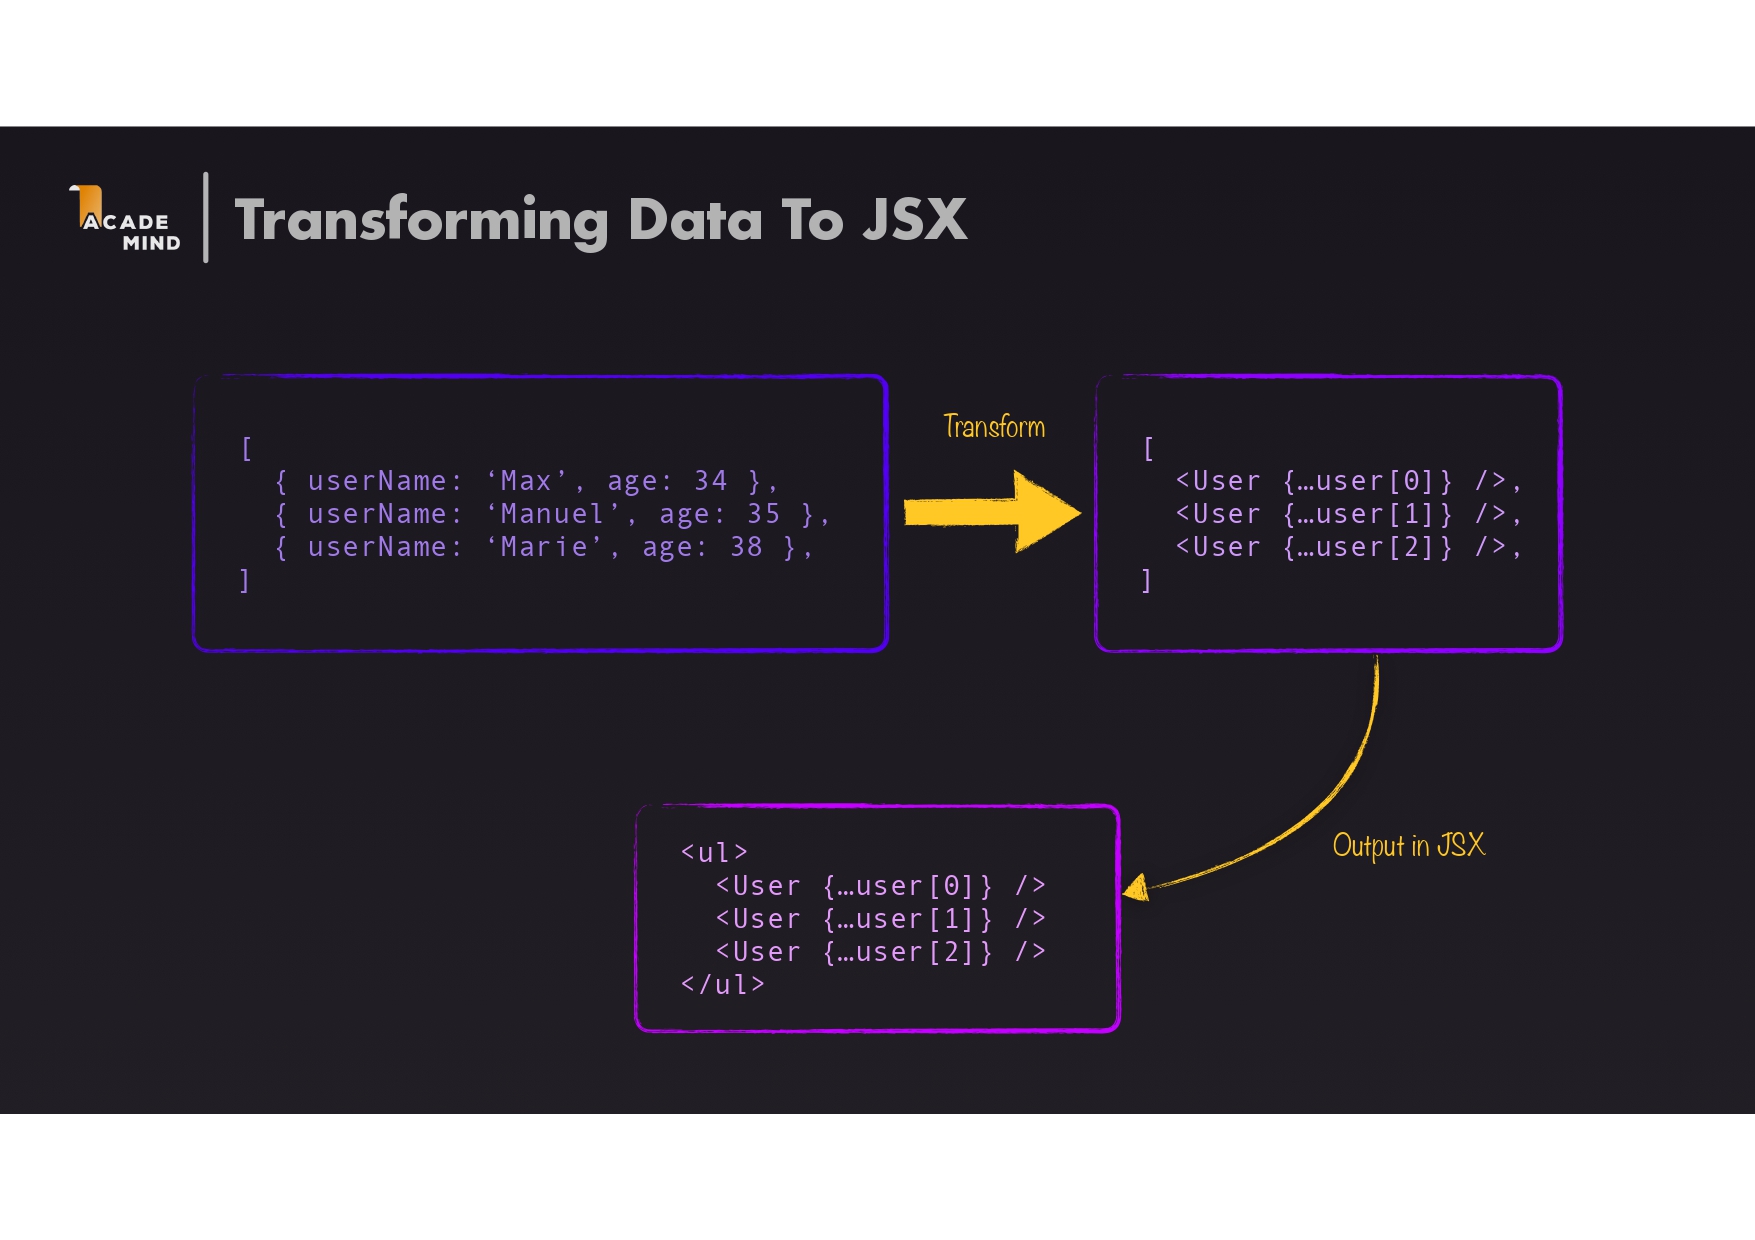 ACADE
MIND
Transforming Data To JSX
[
{ userName: ‘Max’, age: 34 },
{ userName: ‘Manuel’, age: 35 },
{ userName: ‘Marie’, age: 38 },
]
Transform
[
<User {…user[0]} />,
<User {…user[1]} />,
<User {…user[2]} />,
]
Output in JSX
<ul>
<User {…user[0]} />
<User {…user[1]} />
<User {…user[2]} />
</ul>